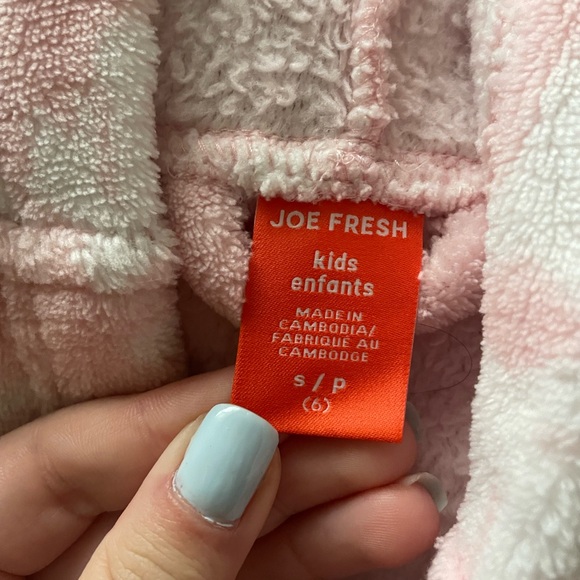 JOE FRESH
kids
enfants
MADE IN
CAMBODIA/
FABRIQUÉ AU
CAMBODGE
s / p
(6)